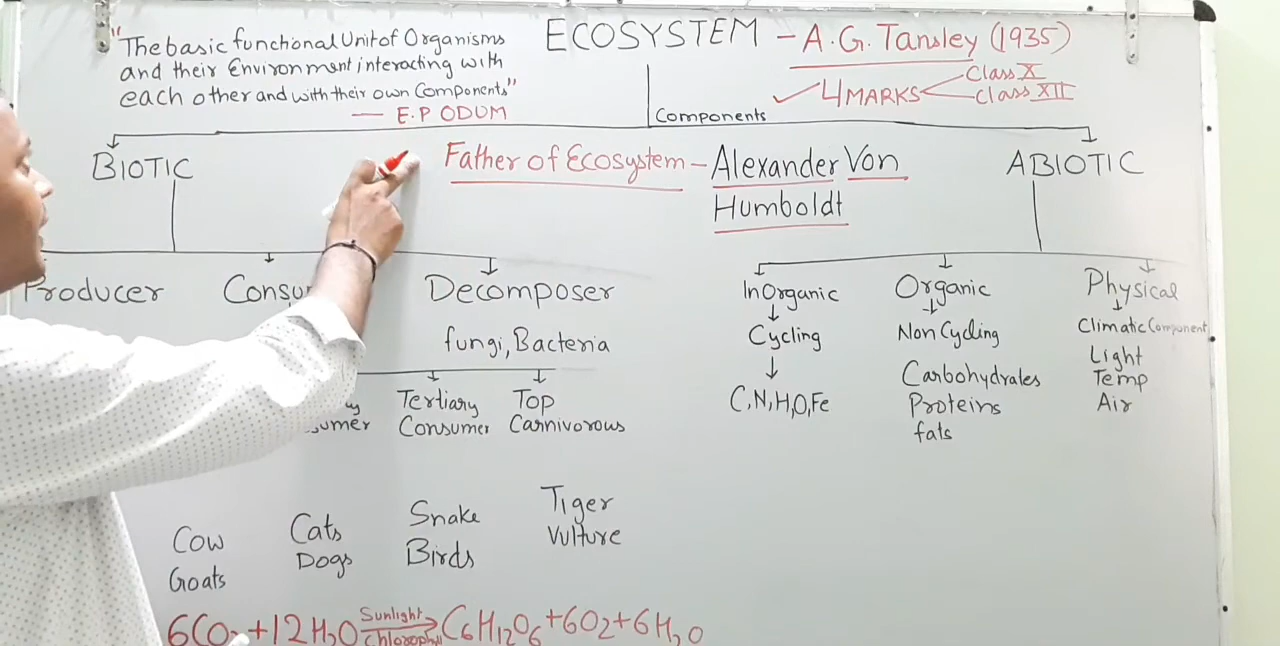 "The basic functional Unit of Organisms
and their Environment interacting with
each other and with their own Components"
— E.P ODUM
ECOSYSTEM - A.G. Tansley (1935)
4 MARKS
Class X
Class XII
Components
BIOTIC
Father of Ecosystem - Alexander Von
Humboldt
ABIOTIC
Producer
Decomposer
fungi, Bacteria
Tertiary
Consumer
Top
Carnivorous
Cow
Goats
Cats
Dogs
Snake
Birds
Tiger
Vulture
InOrganic
Cycling
C,N,H,O,Fe
Organic
Non Cycling
Carbohydrales
Proteins
fats
Physical
Climatic Component
Light
Temp
Air
6CO2+12H2O Sunlight Chlorophyll C6H12O6+6O2+6H2O